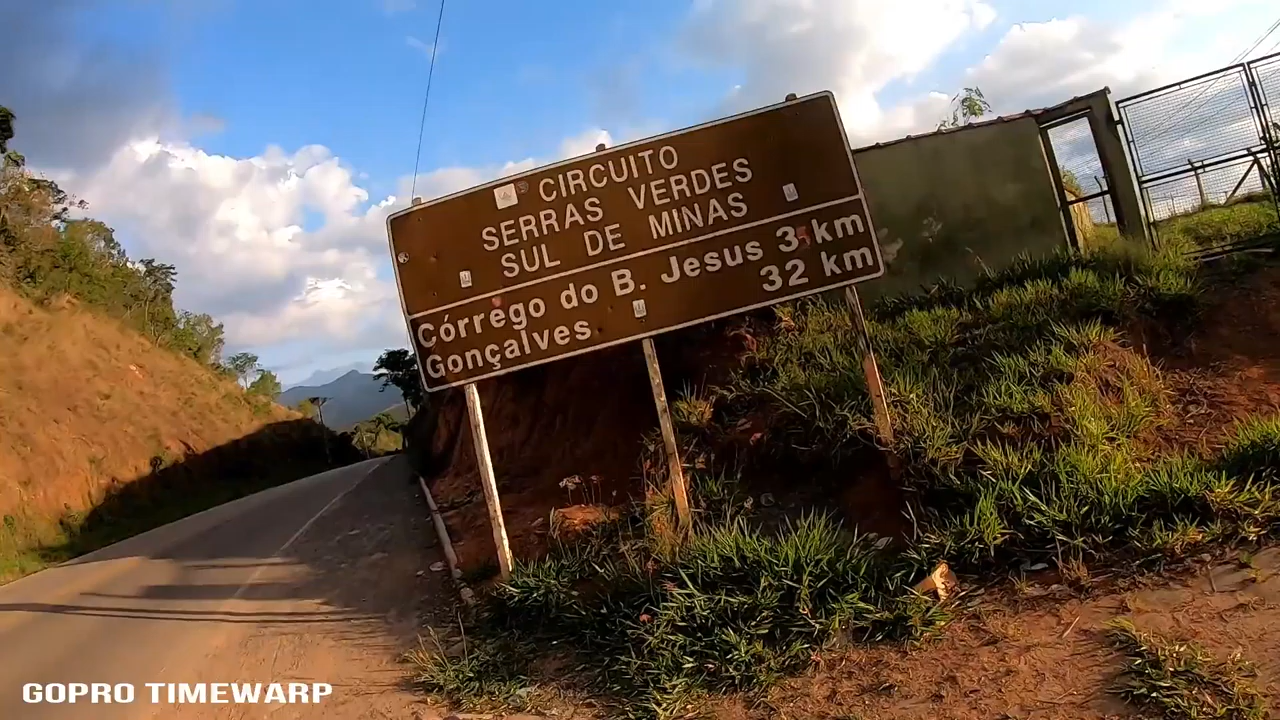 CIRCUITO
SERRAS VERDES
SUL DE MINAS
Córrego do B. Jesus 3 km
Gonçalves 32 km
GOPRO TIMEWARP